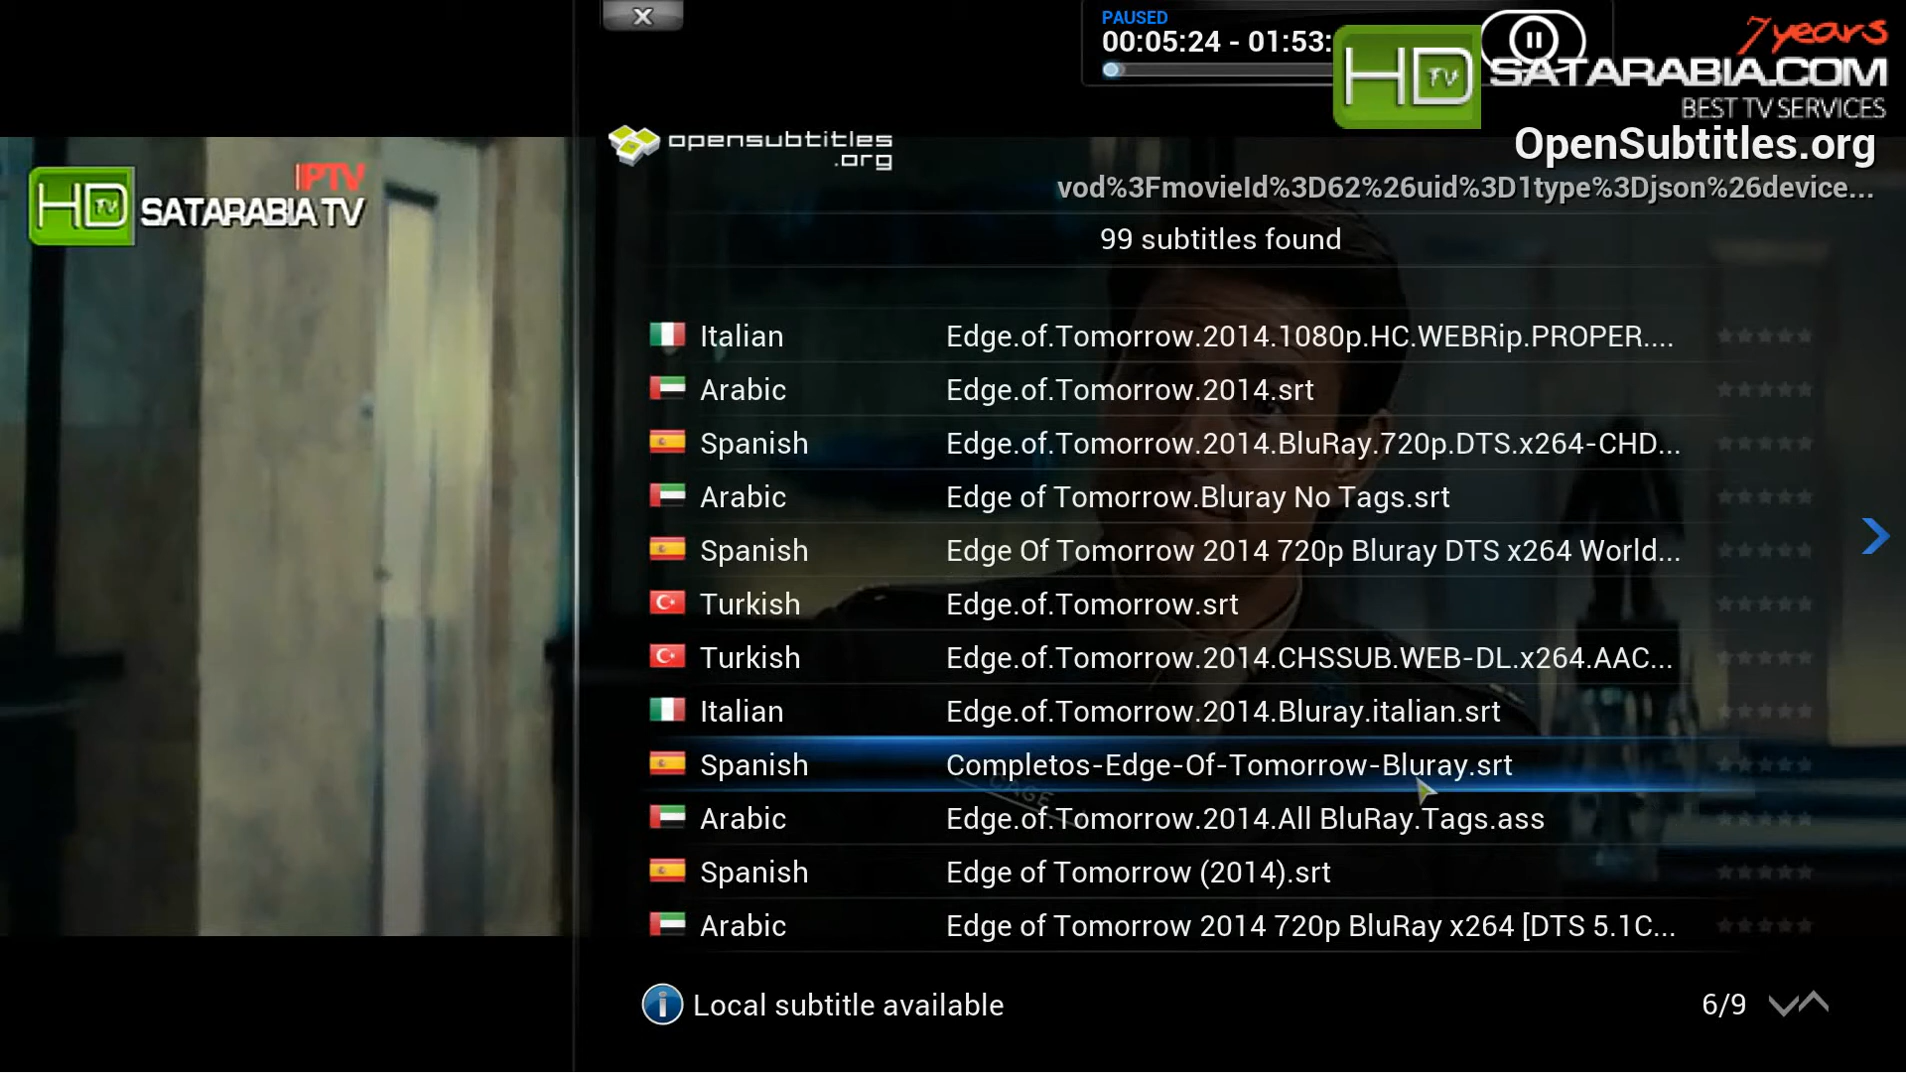 X
PAUSED
00:05:24 - 01:53:
7 years
HD TV SATARABIA.COM
BEST TV SERVICES
opensubtitles
.org
OpenSubtitles.org
IPTV
HD TV SATARABIA TV
vod%3FmovieId%3D62%26uid%3D1type%3Djson%26device...
99 subtitles found
Italian Edge.of.Tomorrow.2014.1080p.HC.WEBRip.PROPER....
Arabic Edge.of.Tomorrow.2014.srt
Spanish Edge.of.Tomorrow.2014.BluRay.720p.DTS.x264-CHD...
Arabic Edge of Tomorrow.Bluray No Tags.srt
Spanish Edge Of Tomorrow 2014 720p Bluray DTS x264 World...
Turkish Edge.of.Tomorrow.srt
Turkish Edge.of.Tomorrow.2014.CHSSUB.WEB-DL.x264.AAC...
Italian Edge.of.Tomorrow.2014.Bluray.italian.srt
Spanish Completos-Edge-Of-Tomorrow-Bluray.srt
CAGE
Arabic Edge.of.Tomorrow.2014.All BluRay.Tags.ass
Spanish Edge of Tomorrow (2014).srt
Arabic Edge of Tomorrow 2014 720p BluRay x264 [DTS 5.1C...
Local subtitle available
6/9